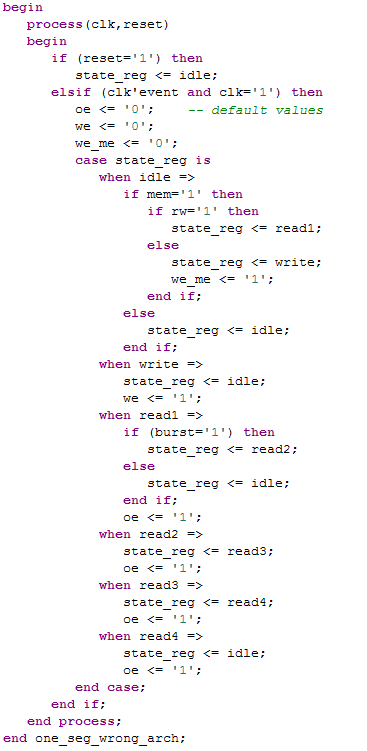 begin
   process(clk,reset)
   begin
      if (reset='1') then
         state_reg <= idle;
      elsif (clk'event and clk='1') then
         oe <= '0';    -- default values
         we <= '0';
         we_me <= '0';
         case state_reg is
            when idle =>
               if mem='1' then
                  if rw='1' then
                     state_reg <= read1;
                  else
                     state_reg <= write;
                     we_me <= '1';
                  end if;
               else
                  state_reg <= idle;
               end if;
            when write =>
               state_reg <= idle;
               we <= '1';
            when read1 =>
               if (burst='1') then
                  state_reg <= read2;
               else
                  state_reg <= idle;
               end if;
               oe <= '1';
            when read2 =>
               state_reg <= read3;
               oe <= '1';
            when read3 =>
               state_reg <= read4;
               oe <= '1';
            when read4 =>
               state_reg <= idle;
               oe <= '1';
         end case;
      end if;
   end process;
end one_seg_wrong_arch;